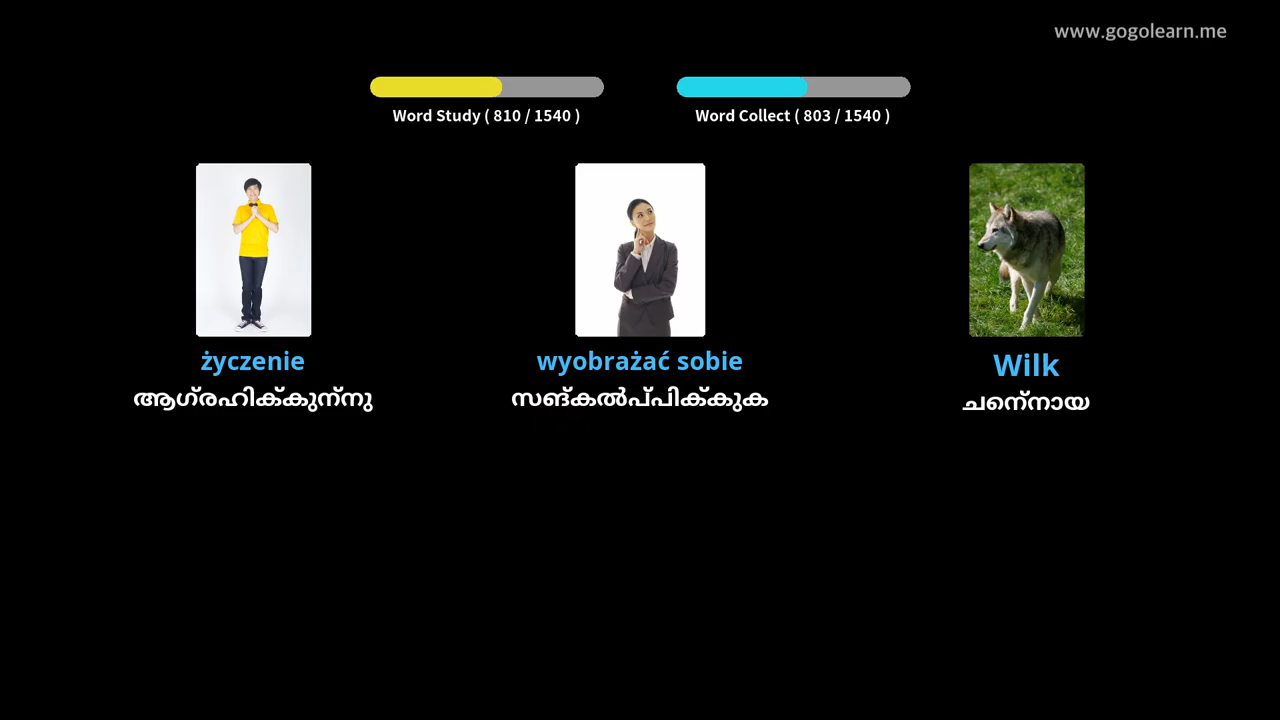 www.gogolearn.me
Word Study ( 810 / 1540 )
Word Collect ( 803 / 1540 )
życzenie
wyobrażać sobie
Wilk
ആഗ്രഹിക്കുന്നു
സങ്കൽപ്പിക്കുക
ചെന്നായ